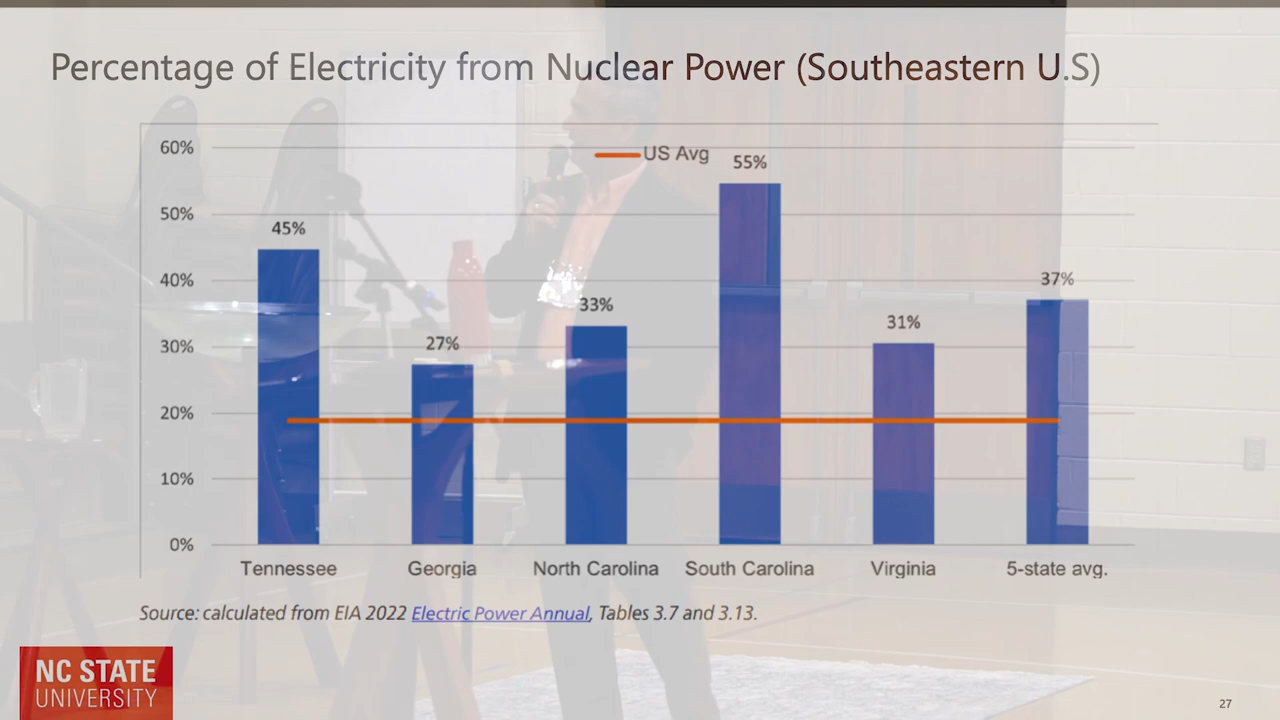 Percentage of Electricity from Nuclear Power (Southeastern U.S)
60%
50%
40%
30%
20%
10%
0%
US Avg
45%
27%
33%
55%
31%
37%
Tennessee
Georgia
North Carolina
South Carolina
Virginia
5-state avg.
Source: calculated from EIA 2022 Electric Power Annual, Tables 3.7 and 3.13.
NC STATE
UNIVERSITY
27